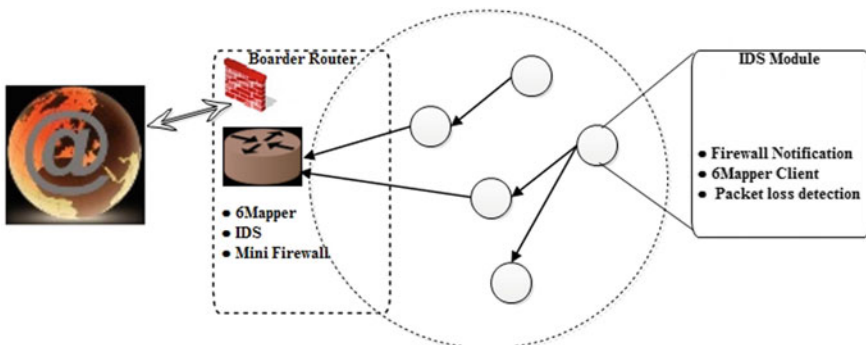 Boarder Router
@
● 6Mapper
● IDS
● Mini Firewall
IDS Module
● Firewall Notification
● 6Mapper Client
● Packet loss detection